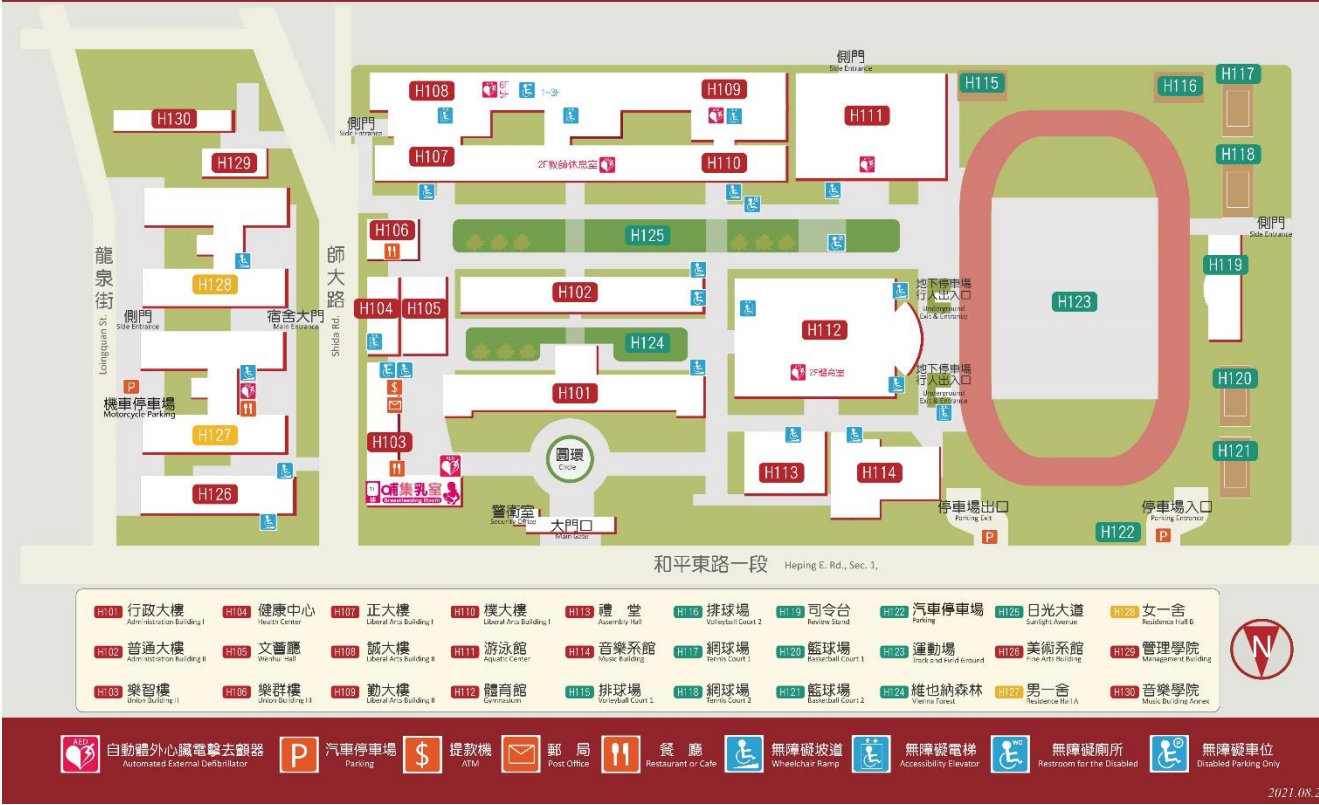 側門
Side Entrance
H117
H115
H116
H108
6F
5F
1~3F
H109
H111
H130
側門
Side Entrance
H129
H107
2F教師休息室
H110
H118
龍泉街
Loingquan St.
師大路
Shida Rd.
H106
H125
側門
Side Entrance
H119
H128
H104
H105
H102
地下停車場
行人出入口
Underground
Exit & Entrance
H123
側門
Side Entrance
宿舍大門
Main Entrance
H124
H112
2F體育室
地下停車場
行人出入口
Underground
Exit & Entrance
H120
P
機車停車場
Motorcycle Parking
$
H101
H127
H103
AED
圓環
Circle
H113
H114
H121
H126
哺集乳室
Breastfeeding Room
警衛室
Security Office
大門口
Main Gate
停車場出口
Parking Exit
P
H122
停車場入口
Parking Entrance
P
和平東路一段 Heping E. Rd., Sec. 1,
H101 行政大樓 Administration Building I
H104 健康中心 Health Center
H107 正大樓 Liberal Arts Building I
H110 樸大樓 Liberal Arts Building I
H113 禮 堂 Assembly Hall
H116 排球場 Volleyball Court 2
H119 司令台 Review Stand
H122 汽車停車場 Parking
H125 日光大道 Sunlight Avenue
H128 女一舍 Residence Hall B
H102 普通大樓 Administration Building II
H105 文薈廳 Wenhui Hall
H108 誠大樓 Liberal Arts Building II
H111 游泳館 Aquatic Center
H114 音樂系館 Music Building
H117 網球場 Tennis Court 1
H120 籃球場 Basketball Court 1
H123 運動場 Track and Field Ground
H126 美術系館 Fine Arts Building
H129 管理學院 Management Building
H103 樂智樓 Union Building II
H106 樂群樓 Union Building III
H109 勤大樓 Liberal Arts Building II
H112 體育館 Gymnasium
H115 排球場 Volleyball Court 1
H118 網球場 Tennis Court 2
H121 籃球場 Basketball Court 2
H124 維也納森林 Vienna Forest
H127 男一舍 Residence Hall A
H130 音樂學院 Music Building Annex
N
AED 自動體外心臟電擊去顫器 Automated External Defibrillator
P 汽車停車場 Parking
$ 提款機 ATM
郵 局 Post Office
餐 廳 Restaurant or Cafe
無障礙坡道 Wheelchair Ramp
無障礙電梯 Accessibility Elevator
WC 無障礙廁所 Restroom for the Disabled
P 無障礙車位 Disabled Parking Only
2021.08.2